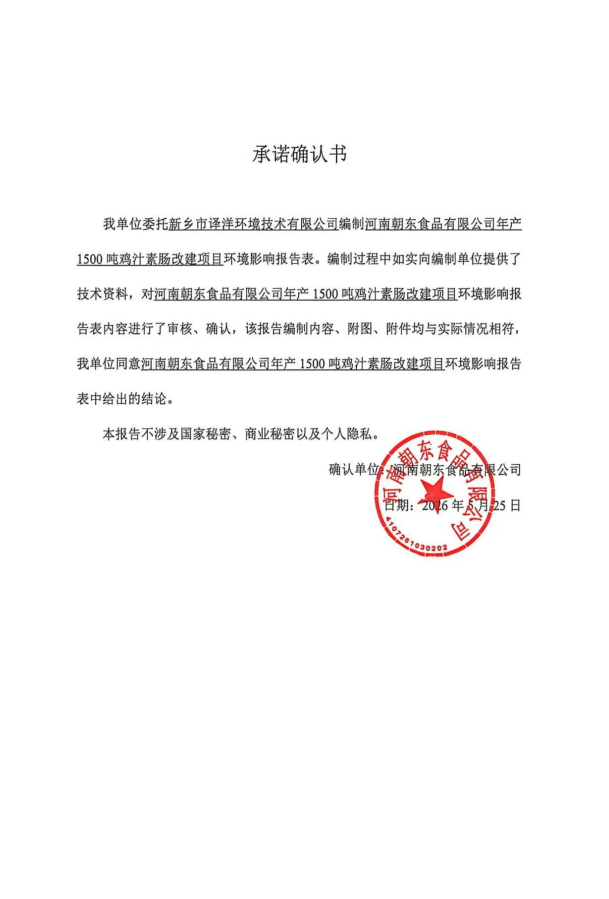 承诺确认书
我单位委托新乡市译洋环境技术有限公司编制河南朝东食品有限公司年产
1500 吨鸡汁素肠改建项目环境影响报告表。编制过程中如实向编制单位提供了
技术资料，对河南朝东食品有限公司年产 1500 吨鸡汁素肠改建项目环境影响报
告表内容进行了审核、确认，该报告编制内容、附图、附件均与实际情况相符，
我单位同意河南朝东食品有限公司年产 1500 吨鸡汁素肠改建项目环境影响报告
表中给出的结论。
本报告不涉及国家秘密、商业秘密以及个人隐私。
确认单位：河南朝东食品有限公司
日期：2026 年 5 月 25 日
河南朝东食品有限公司
4107261030202